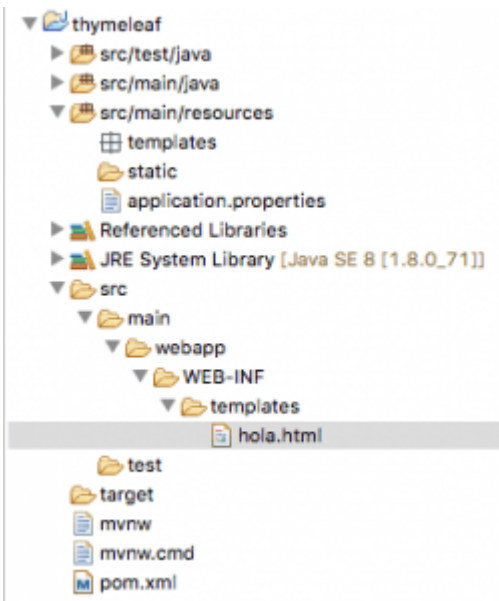 thymeleaf
src/test/java
src/main/java
src/main/resources
templates
static
application.properties
Referenced Libraries
JRE System Library [Java SE 8 [1.8.0_71]]
src
main
webapp
WEB-INF
templates
hola.html
test
target
mvnw
mvnw.cmd
pom.xml